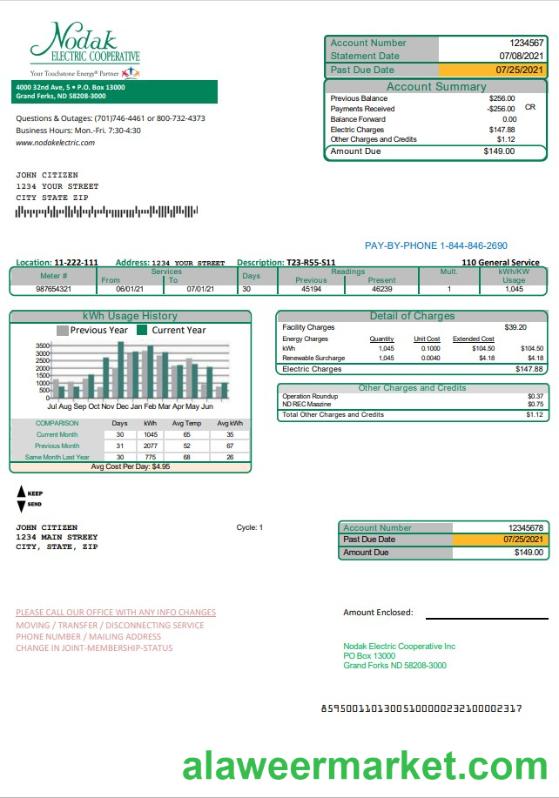 Nodak
ELECTRIC COOPERATIVE
Your Touchstone Energy® Partner
4000 32nd Ave, S • P.O. Box 13000
Grand Forks, ND 58208-3000
Questions & Outages: (701)746-4461 or 800-732-4373
Business Hours: Mon.-Fri. 7:30-4:30
www.nodakelectric.com
Account Number 1234567
Statement Date 07/08/2021
Past Due Date 07/25/2021
Account Summary
Previous Balance $256.00
Payments Received -$256.00 CR
Balance Forward 0.00
Electric Charges $147.88
Other Charges and Credits $1.12
Amount Due $149.00
JOHN CITIZEN
1234 YOUR STREET
CITY STATE ZIP
PAY-BY-PHONE 1-844-846-2690
Location: 11-222-111 Address: 1234 YOUR STREET Description: T23-R55-S11 110 General Service
Meter # Services From To Days Readings Previous Present Mult. kWh/KW Usage
987654321 06/01/21 07/01/21 30 45194 46239 1 1,045
kWh Usage History
Previous Year Current Year
3500
3000
2500
2000
1500
1000
500
0
Jul Aug Sep Oct Nov Dec Jan Feb Mar Apr May Jun
COMPARISON Days kWh Avg Temp Avg kWh
Current Month 30 1045 65 35
Previous Month 31 2077 52 67
Same Month Last Year 30 775 68 26
Avg Cost Per Day: $4.95
Detail of Charges
Facility Charges $39.20
Energy Charges Quantity Unit Cost Extended Cost
kWh 1,045 0.1000 $104.50 $104.50
Renewable Surcharge 1,045 0.0040 $4.18 $4.18
Electric Charges $147.88
Other Charges and Credits
Operation Roundup $0.37
ND REC Magzine $0.75
Total Other Charges and Credits $1.12
KEEP
SEND
JOHN CITIZEN
1234 MAIN STREEY
CITY, STATE, ZIP
Cycle: 1
Account Number 12345678
Past Due Date 07/25/2021
Amount Due $149.00
PLEASE CALL OUR OFFICE WITH ANY INFO CHANGES
MOVING / TRANSFER / DISCONNECTING SERVICE
PHONE NUMBER / MAILING ADDRESS
CHANGE IN JOINT-MEMBERSHIP-STATUS
Amount Enclosed:
Nodak Electric Cooperative Inc
PO Box 13000
Grand Forks ND 58208-3000
alaweermarket.com